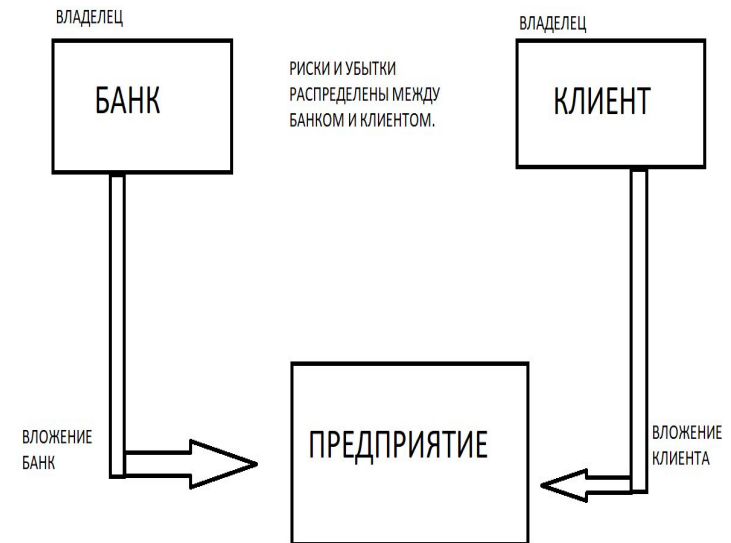 ВЛАДЕЛЕЦ
БАНК
РИСКИ И УБЫТКИ
РАСПРЕДЕЛЕНЫ МЕЖДУ
БАНКОМ И КЛИЕНТОМ.
ВЛАДЕЛЕЦ
КЛИЕНТ
ВЛОЖЕНИЕ
БАНК
ПРЕДПРИЯТИЕ
ВЛОЖЕНИЕ
КЛИЕНТА